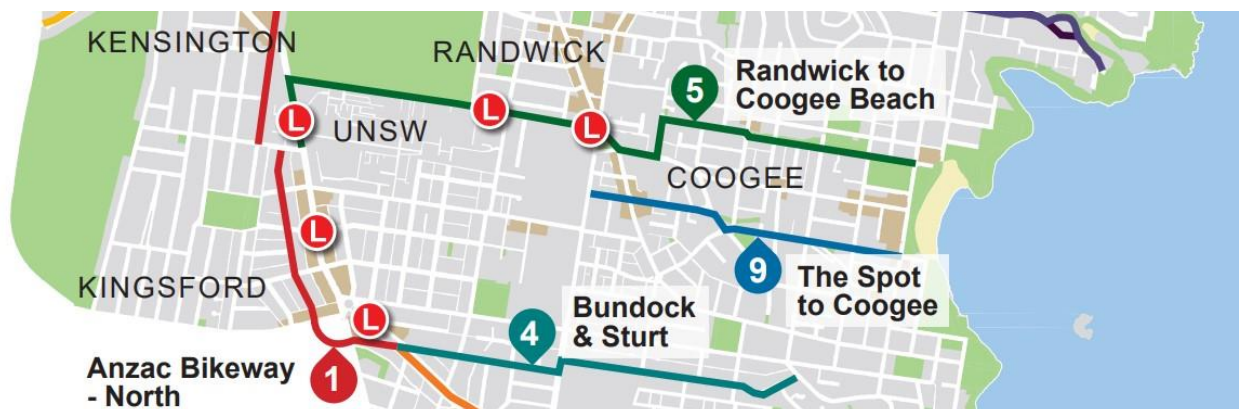 KENSINGTON
RANDWICK
5
Randwick to
Coogee Beach
L
L
L
UNSW
COOGEE
L
9
The Spot
to Coogee
KINGSFORD
L
4
Bundock
& Sturt
1
Anzac Bikeway
- North